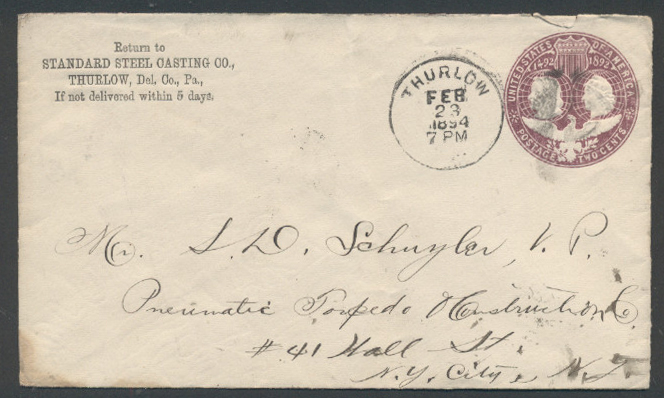 Return to
STANDARD STEEL CASTING CO.,
THURLOW, Del. Co., Pa.,
If not delivered within 5 days.
THURLOW
FEB
23
1894
7 PM
UNITED STATES OF AMERICA
1492 1892
POSTAGE TWO CENTS
Mr. S. D. Schuyler, V. P.
Pneumatic Torpedo & Construction Co
# 41 Wall St.
N.Y. City, N.Y.